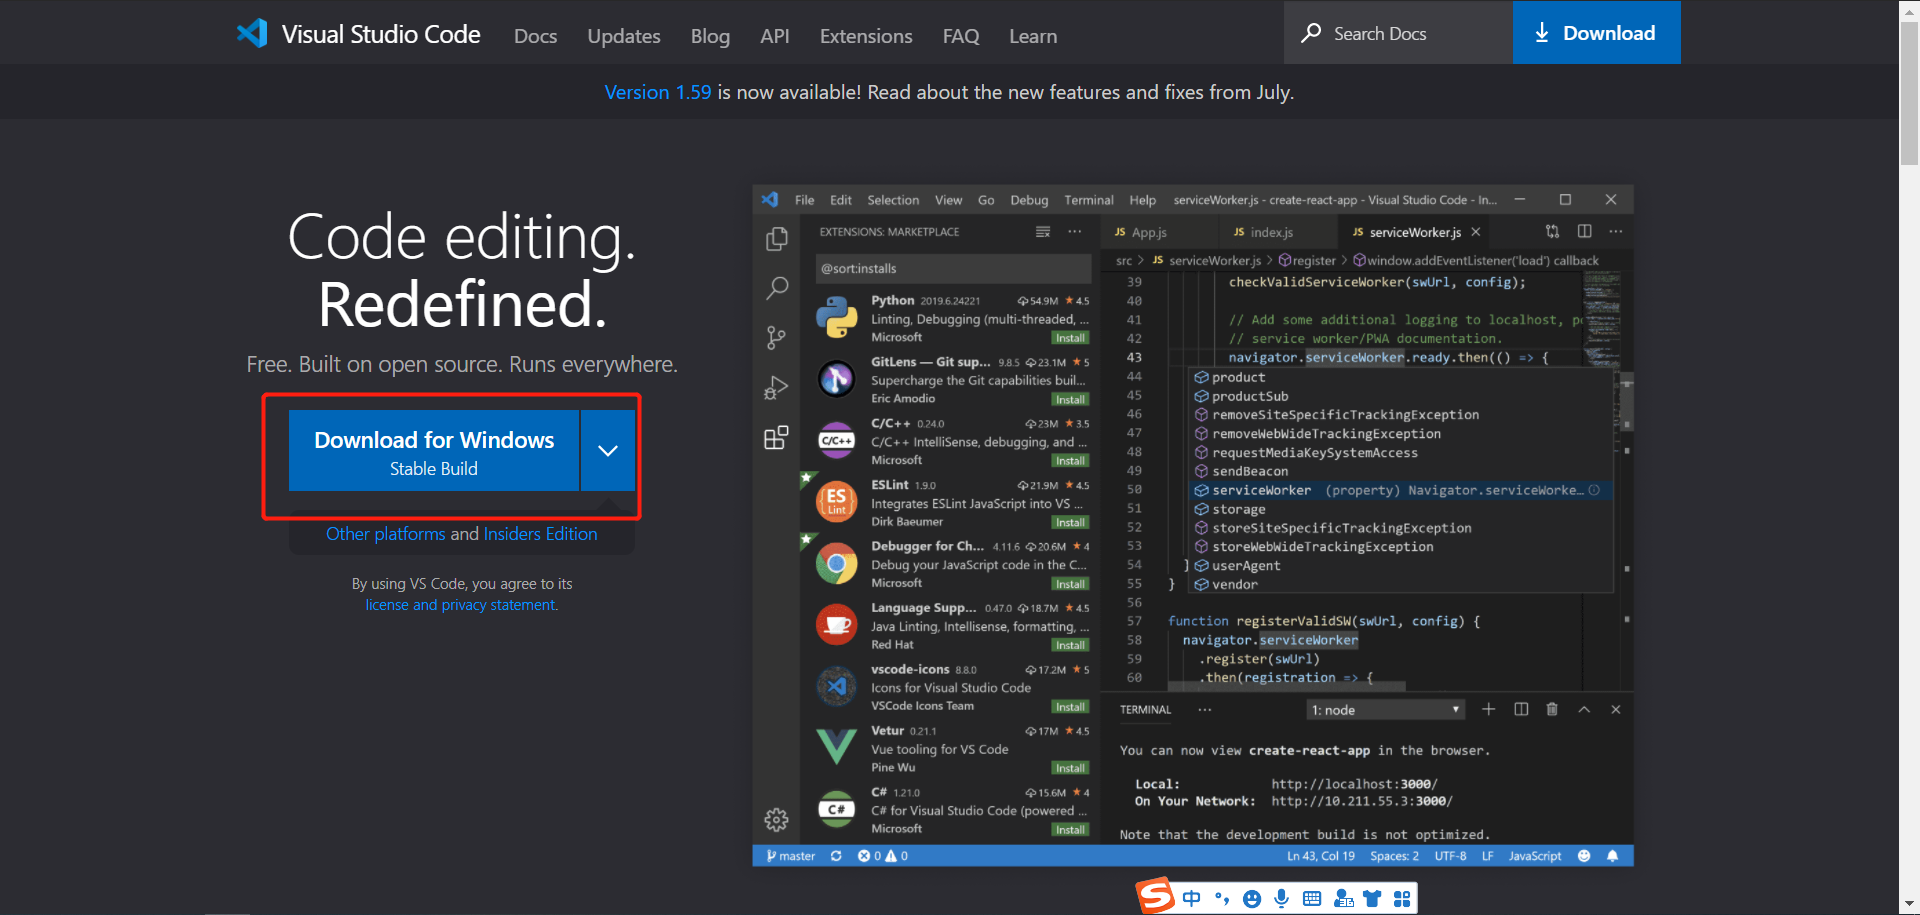 Visual Studio Code
Docs
Updates
Blog
API
Extensions
FAQ
Learn
Search Docs
Download
Version 1.59 is now available! Read about the new features and fixes from July.
Code editing.
Redefined.
Free. Built on open source. Runs everywhere.
Download for Windows
Stable Build
Other platforms and Insiders Edition
By using VS Code, you agree to its
license and privacy statement.
File Edit Selection View Go Debug Terminal Help serviceWorker.js - create-react-app - Visual Studio Code - In...
EXTENSIONS: MARKETPLACE
@sort:installs
Python 2019.6.24221 54.9M ★ 4.5
Linting, Debugging (multi-threaded, ...
Microsoft Install
GitLens — Git sup... 9.8.5 23.1M ★ 5
Supercharge the Git capabilities buil...
Eric Amodio Install
C/C++ 0.24.0 23M ★ 3.5
C/C++
C/C++ IntelliSense, debugging, and ...
Microsoft Install
ESLint 1.9.0 21.9M ★ 4.5
ES
Lint
Integrates ESLint JavaScript into VS ...
Dirk Baeumer Install
Debugger for Ch... 4.11.6 20.6M ★ 4
Debug your JavaScript code in the C...
Microsoft Install
Language Supp... 0.47.0 18.7M ★ 4.5
Java Linting, Intellisense, formatting, ...
Red Hat Install
vscode-icons 8.8.0 17.2M ★ 5
Icons for Visual Studio Code
VSCode Icons Team Install
Vetur 0.21.1 17M ★ 4.5
Vue tooling for VS Code
Pine Wu Install
C# 1.21.0 15.6M ★ 4
C#
C# for Visual Studio Code (powered ...
Microsoft Install
JS App.js
JS index.js
JS serviceWorker.js
src > JS serviceWorker.js > register > window.addEventListener('load') callback
39 checkValidServiceWorker(swUrl, config);
40
41 // Add some additional logging to localhost, po
42 // service worker/PWA documentation.
43 navigator.serviceWorker.ready.then(() => {
44 product
45 productSub
46 removeSiteSpecificTrackingException
47 removeWebWideTrackingException
48 requestMediaKeySystemAccess
49 sendBeacon
50 serviceWorker (property) Navigator.serviceWorke...
51 storage
52 storeSiteSpecificTrackingException
53 storeWebWideTrackingException
54 } userAgent
55 } vendor
56
57 function registerValidSW(swUrl, config) {
58 navigator.serviceWorker
59 .register(swUrl)
60 .then(registration => {
TERMINAL ··· 1: node
You can now view create-react-app in the browser.
Local: http://localhost:3000/
On Your Network: http://10.211.55.3:3000/
Note that the development build is not optimized.
master 0 0 Ln 43, Col 19 Spaces: 2 UTF-8 LF JavaScript
S 中